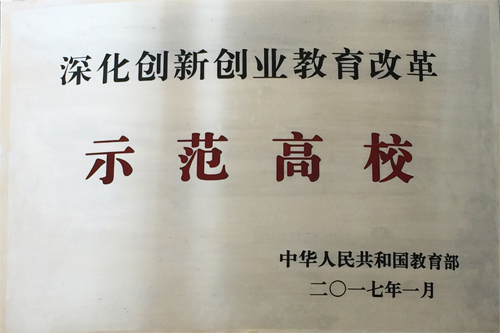 深化创新创业教育改革
示范高校
中华人民共和国教育部
二〇一七年一月